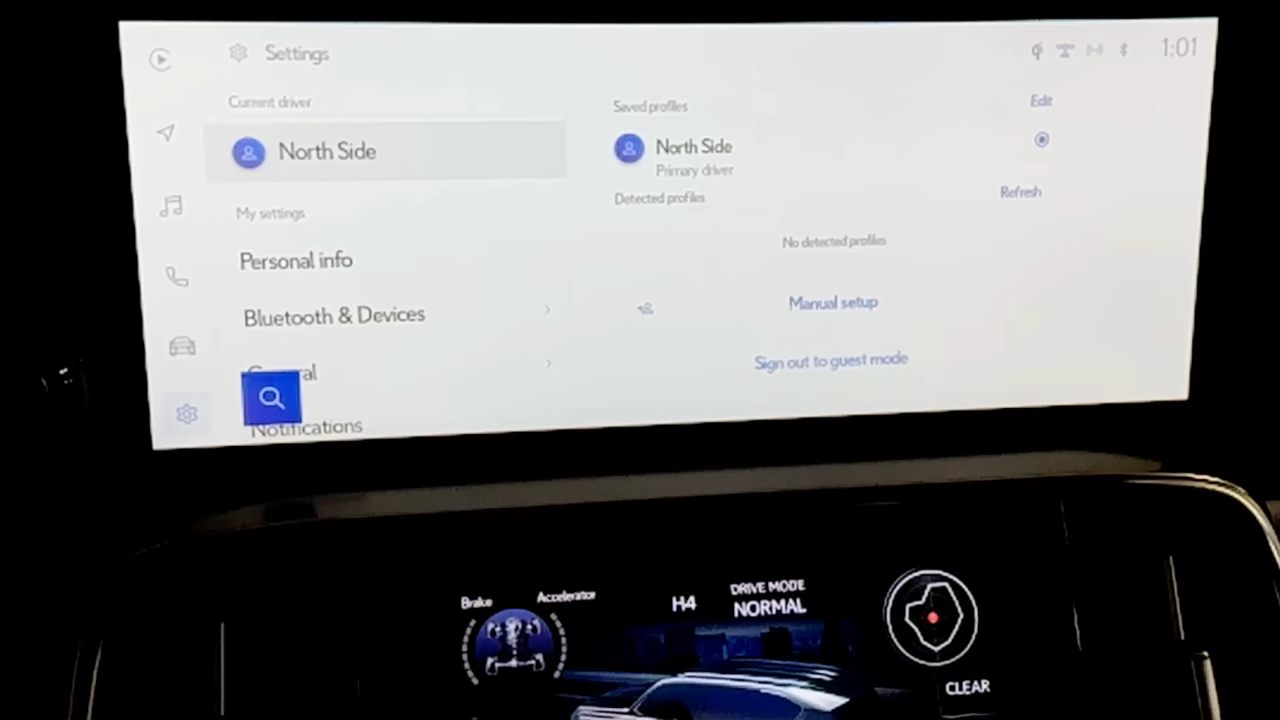 Settings
1:01
Current driver
North Side
My settings
Personal info
Bluetooth & Devices
Notifications
Saved profiles
Edit
North Side
Primary driver
Detected profiles
Refresh
No detected profiles
Manual setup
Sign out to guest mode
Brake
Accelerator
H4
DRIVE MODE
NORMAL
CLEAR